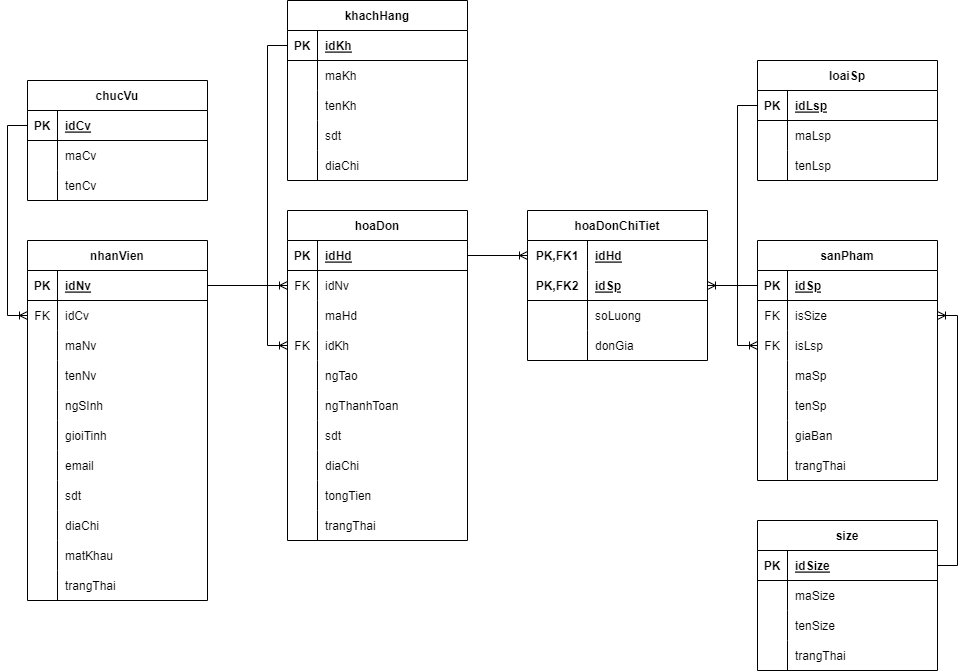 khachHang
PK idKh
maKh
tenKh
sdt
diaChi
chucVu
PK idCv
maCv
tenCv
loaiSp
PK idLsp
maLsp
tenLsp
nhanVien
PK idNv
FK idCv
maNv
tenNv
ngSInh
gioiTinh
email
sdt
diaChi
matKhau
trangThai
hoaDon
PK idHd
FK idNv
maHd
FK idKh
ngTao
ngThanhToan
sdt
diaChi
tongTien
trangThai
hoaDonChiTiet
PK,FK1 idHd
PK,FK2 idSp
soLuong
donGia
sanPham
PK idSp
FK isSize
FK isLsp
maSp
tenSp
giaBan
trangThai
size
PK idSize
maSize
tenSize
trangThai